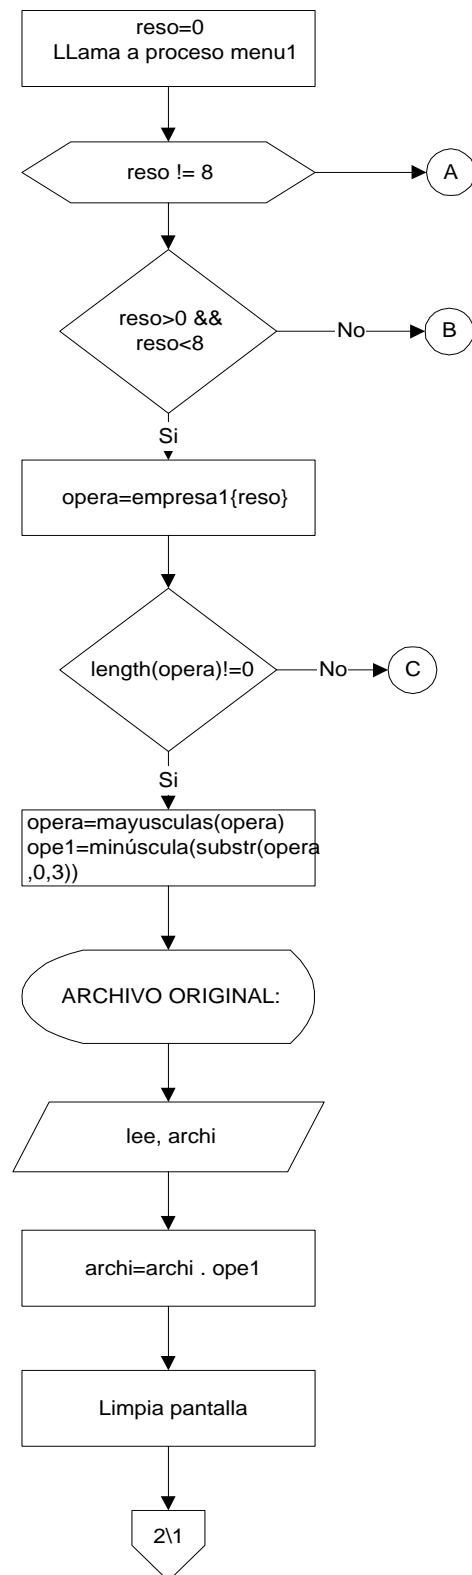 reso=0
LLama a proceso menu1
reso != 8
A
reso>0 &&
reso<8
No
B
Si
opera=empresa1{reso}
length(opera)!=0
No
C
Si
opera=mayusculas(opera)
ope1=minúscula(substr(opera
,0,3))
ARCHIVO ORIGINAL:
lee, archi
archi=archi . ope1
Limpia pantalla
2\1